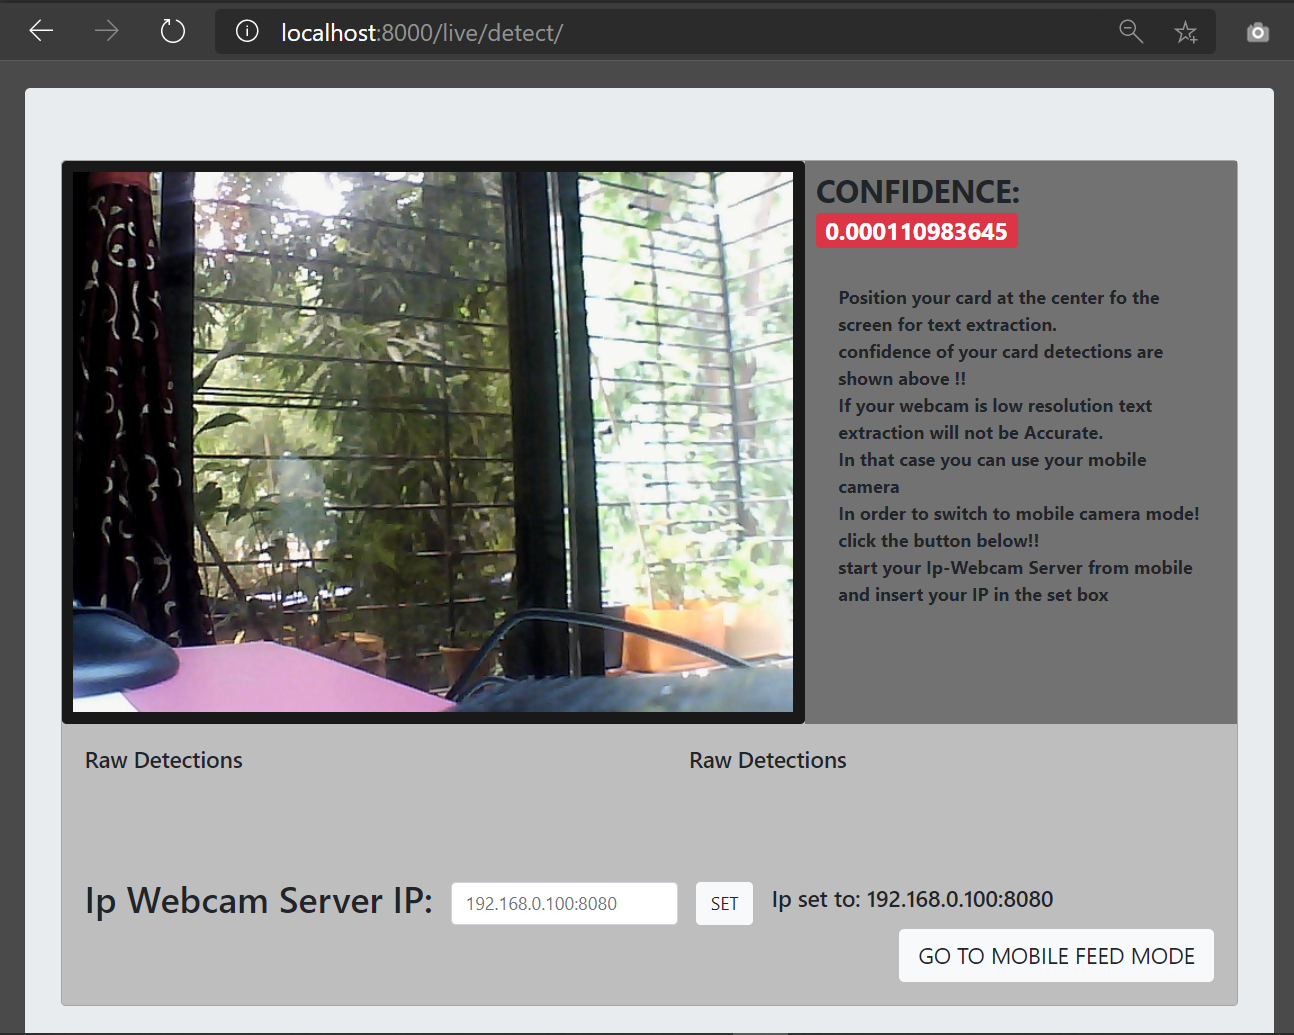 localhost:8000/live/detect/
CONFIDENCE:
0.000110983645
Position your card at the center fo the
screen for text extraction.
confidence of your card detections are
shown above !!
If your webcam is low resolution text
extraction will not be Accurate.
In that case you can use your mobile
camera
In order to switch to mobile camera mode!
click the button below!!
start your Ip-Webcam Server from mobile
and insert your IP in the set box
Raw Detections
Raw Detections
Ip Webcam Server IP: 192.168.0.100:8080 SET Ip set to: 192.168.0.100:8080
GO TO MOBILE FEED MODE